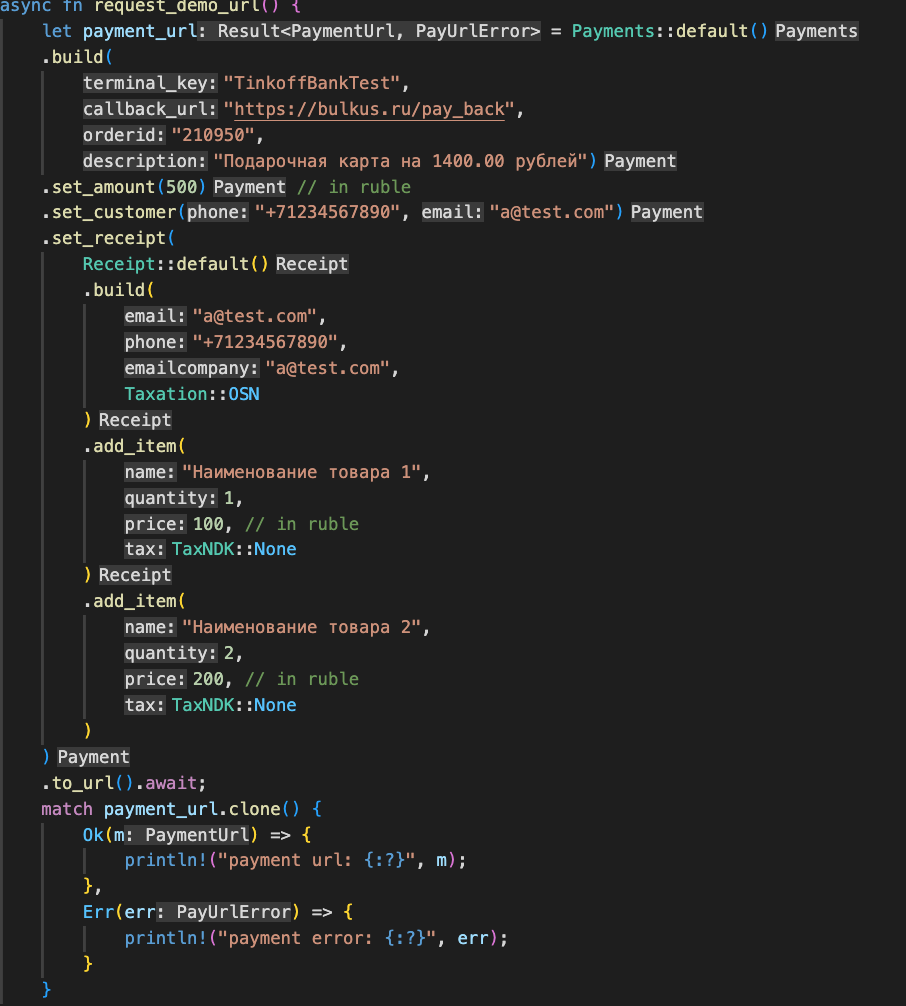 async fn request_demo_url() {
let payment_url: Result<PaymentUrl, PayUrlError> = Payments::default() Payments
.build(
terminal_key: "TinkoffBankTest",
callback_url: "https://bulkus.ru/pay_back",
orderid: "210950",
description: "Подарочная карта на 1400.00 рублей") Payment
.set_amount(500) Payment // in ruble
.set_customer(phone: "+71234567890", email: "a@test.com") Payment
.set_receipt(
Receipt::default() Receipt
.build(
email: "a@test.com",
phone: "+71234567890",
emailcompany: "a@test.com",
Taxation::OSN
) Receipt
.add_item(
name: "Наименование товара 1",
quantity: 1,
price: 100, // in ruble
tax: TaxNDK::None
) Receipt
.add_item(
name: "Наименование товара 2",
quantity: 2,
price: 200, // in ruble
tax: TaxNDK::None
)
) Payment
.to_url().await;
match payment_url.clone() {
Ok(m: PaymentUrl) => {
println!("payment url: {:?}", m);
},
Err(err: PayUrlError) => {
println!("payment error: {:?}", err);
}
}